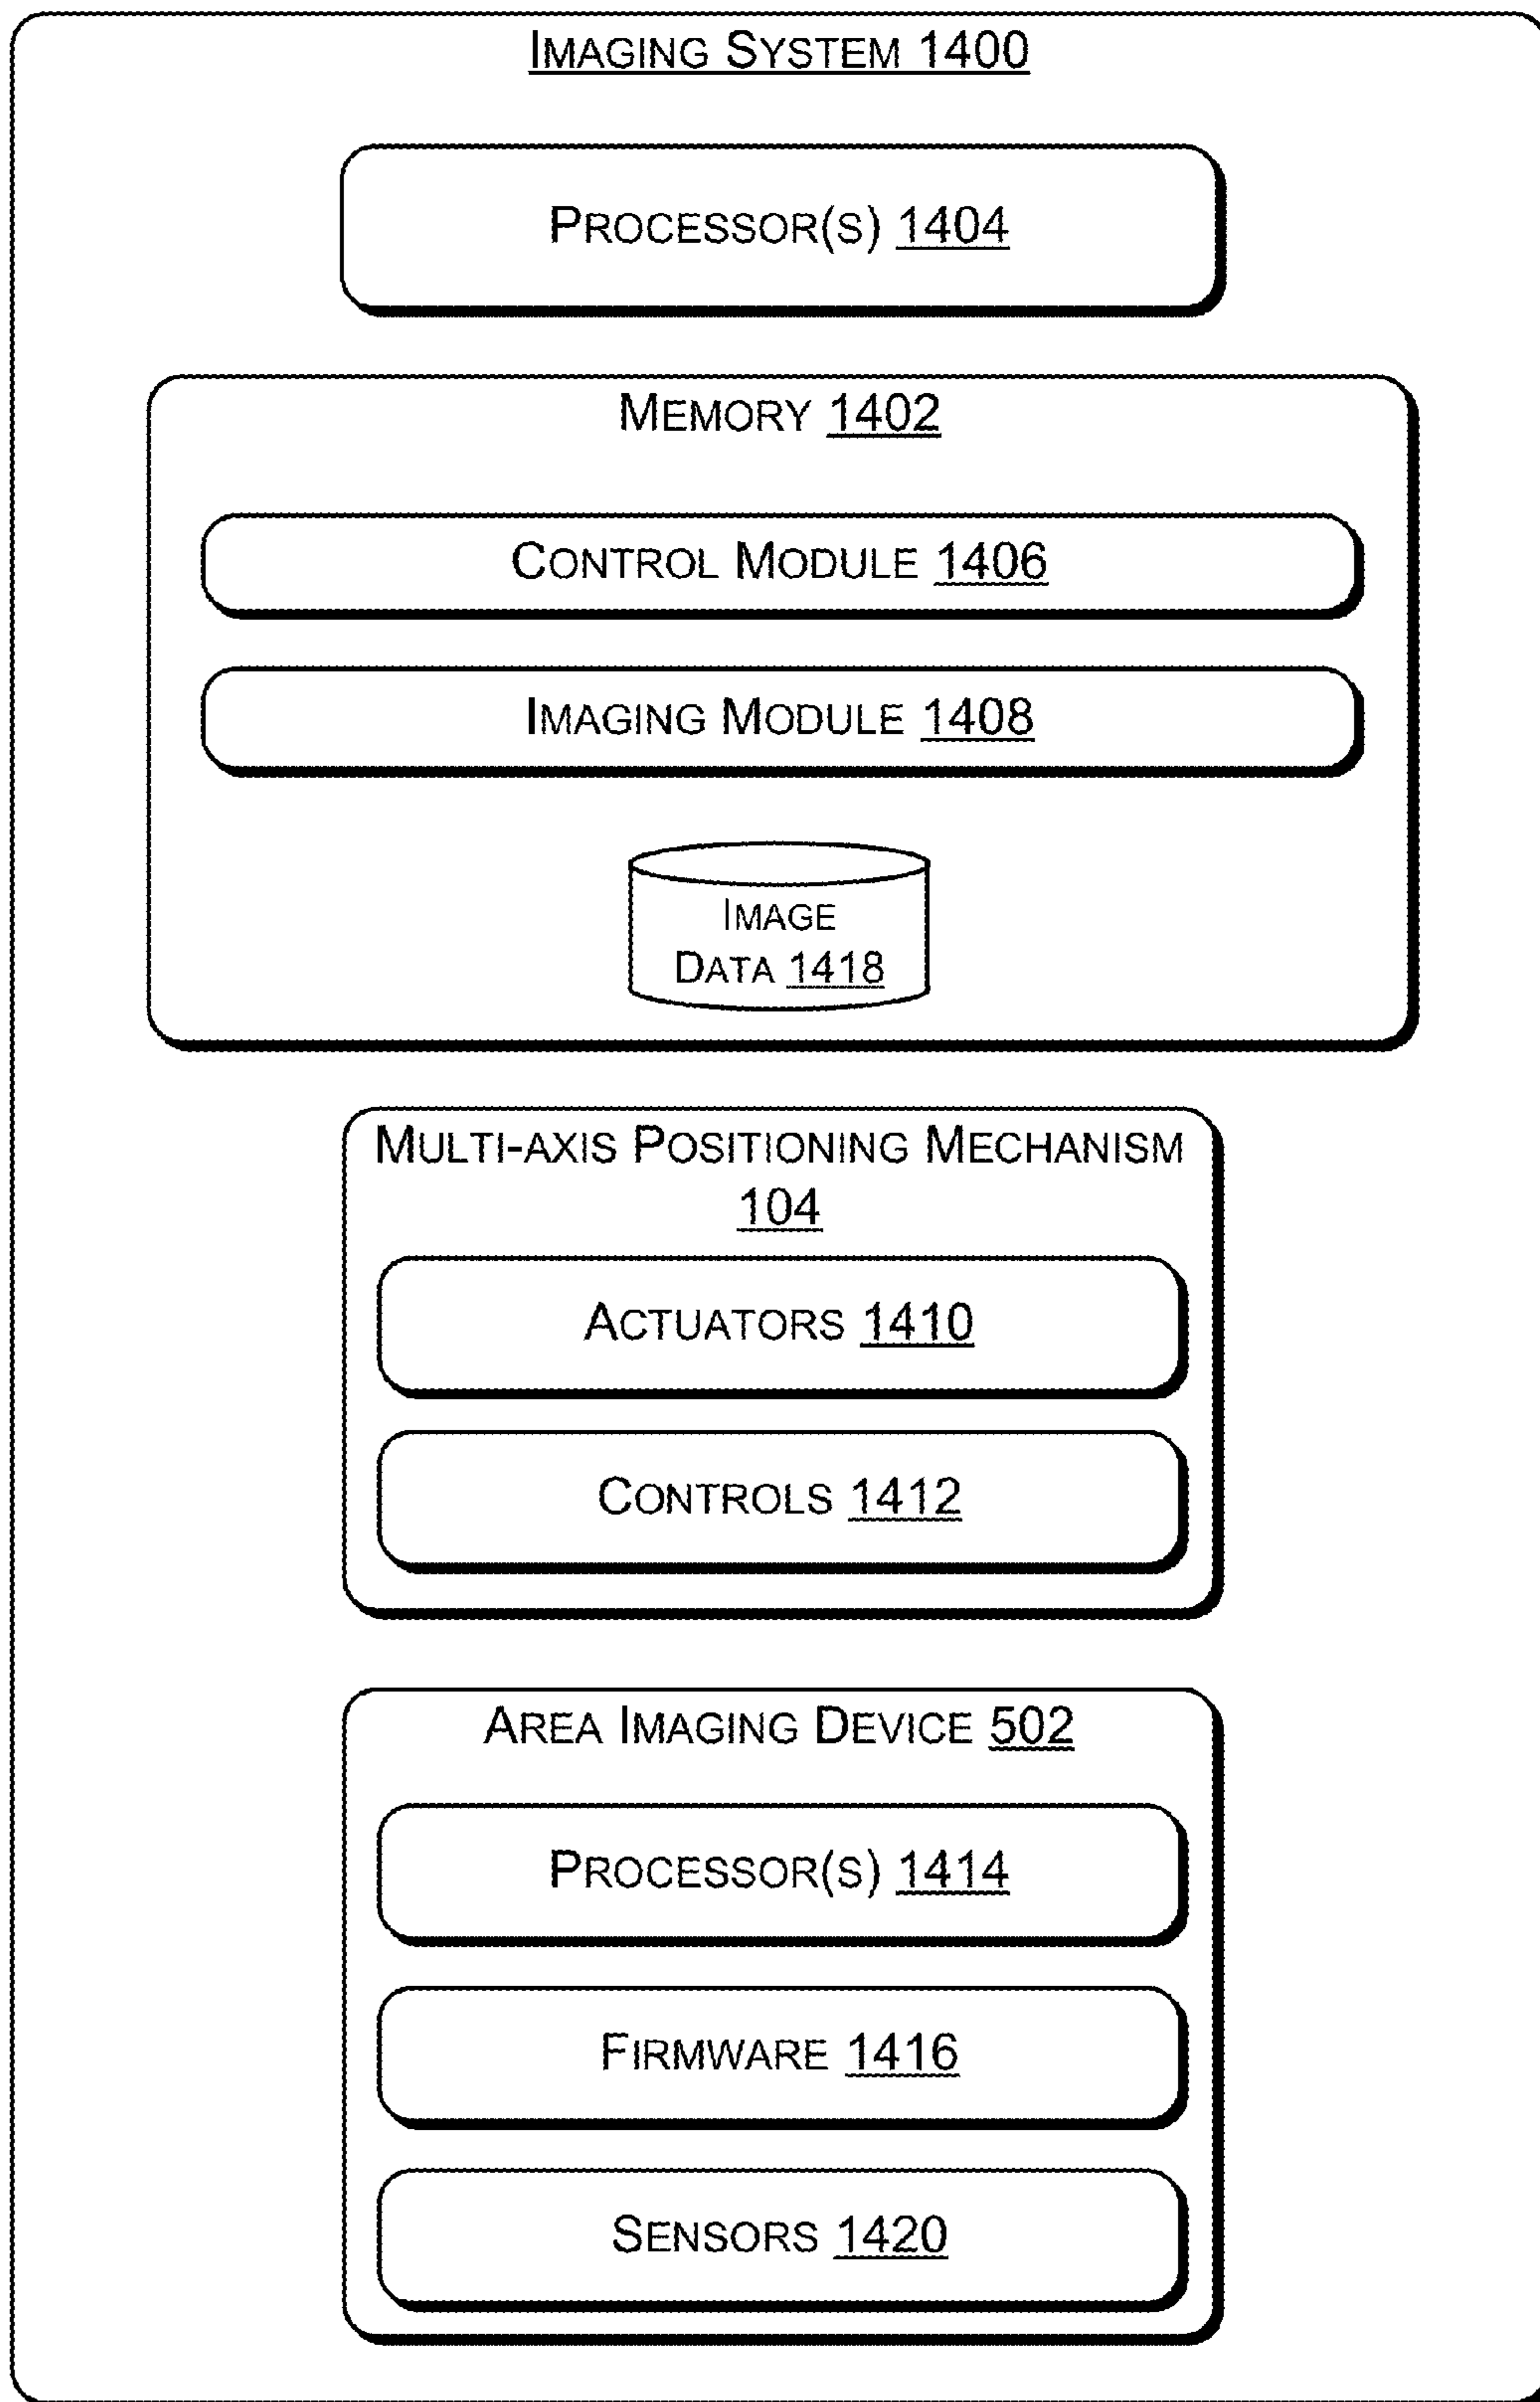 IMAGING SYSTEM 1400
PROCESSOR(S) 1404
MEMORY 1402
CONTROL MODULE 1406
IMAGING MODULE 1408
IMAGE
DATA 1418
MULTI-AXIS POSITIONING MECHANISM
104
ACTUATORS 1410
CONTROLS 1412
AREA IMAGING DEVICE 502
PROCESSOR(S) 1414
FIRMWARE 1416
SENSORS 1420